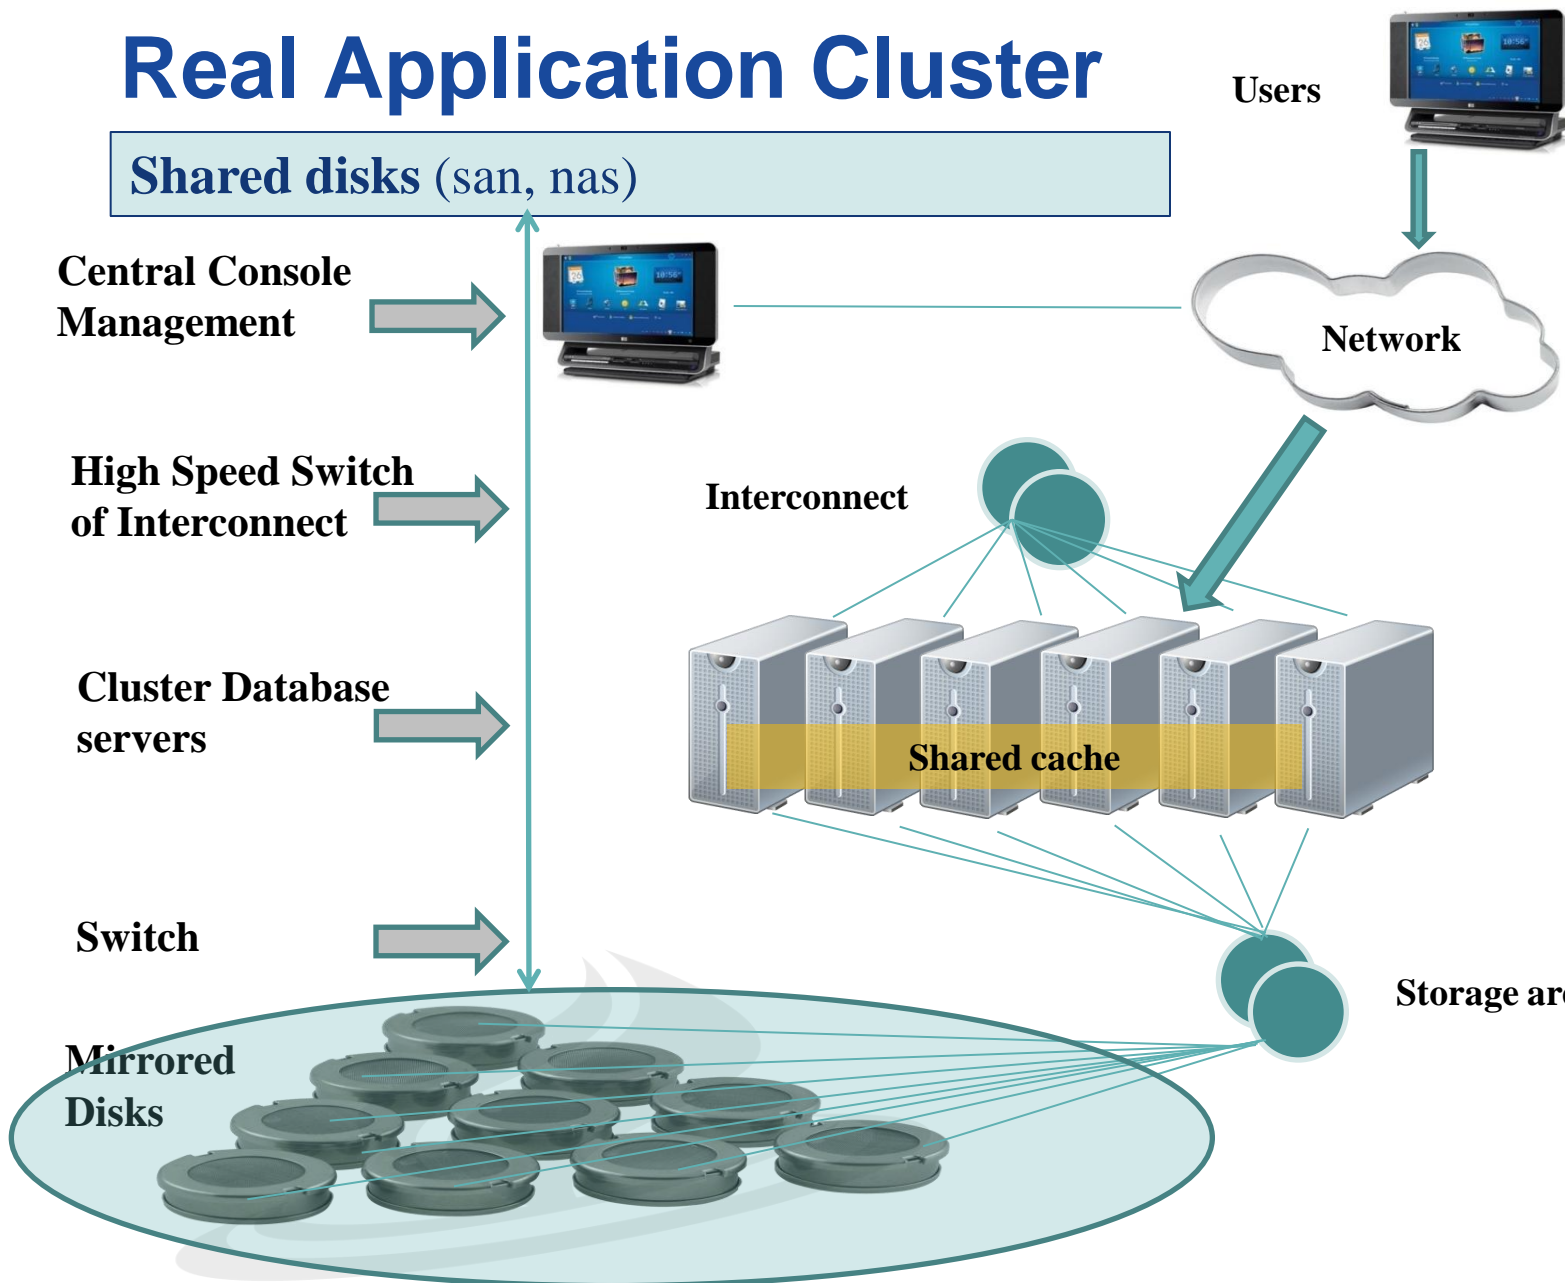 Real Application Cluster
Users
Shared disks (san, nas)
Central Console
Management
Network
High Speed Switch
of Interconnect
Interconnect
Cluster Database
servers
Shared cache
Switch
Storage
Mirrored
Disks